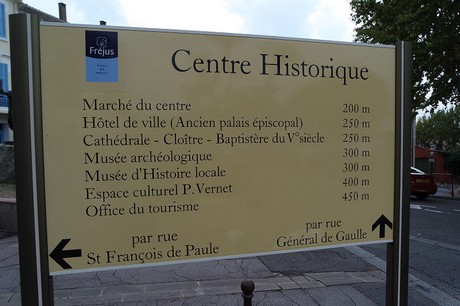 Fréjus
Centre Historique
Marché du centre 200 m
Hôtel de ville (Ancien palais épiscopal) 250 m
Cathédrale - Cloître - Baptistère du V°siècle 250 m
Musée archéologique 300 m
Musée d'Histoire locale 300 m
Espace culturel P. Vernet 400 m
Office du tourisme 450 m
par rue
St François de Paule
par rue
Général de Gaulle